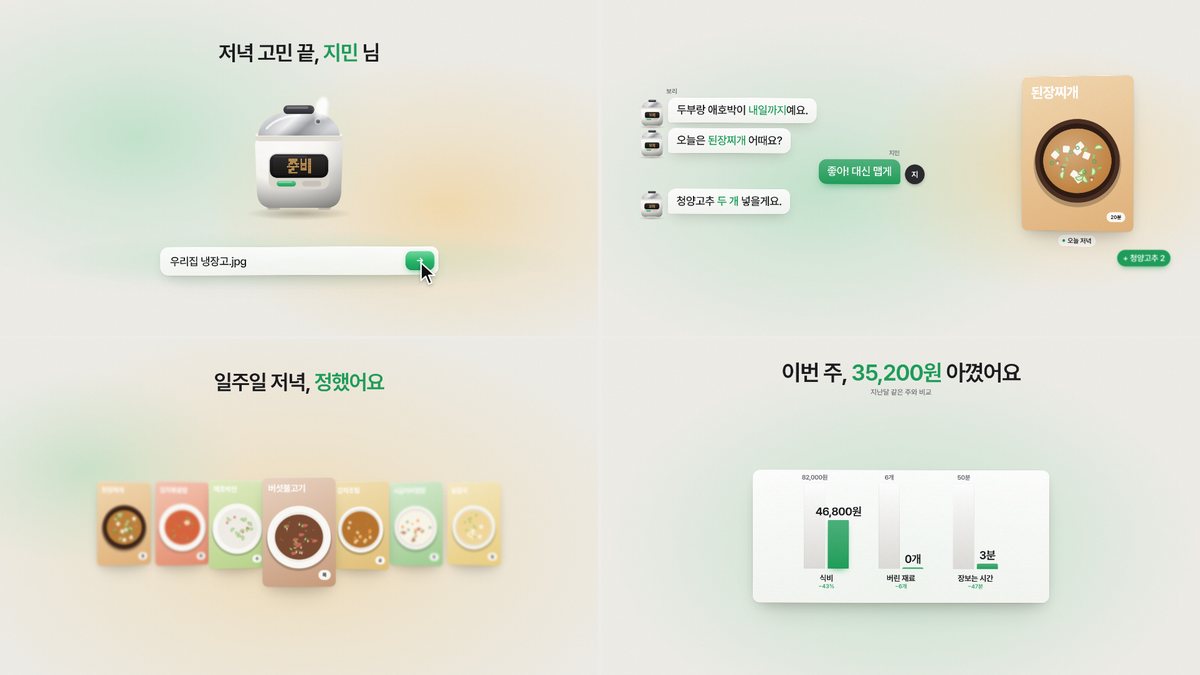 저녁 고민 끝, 지민 님
준비
우리집 냉장고.jpg
보리
두부랑 애호박이 내일까지예요.
오늘은 된장찌개 어때요?
지민
좋아! 대신 맵게
지
청양고추 두 개 넣을게요.
된장찌개
20분
오늘 저녁
+ 청양고추 2
일주일 저녁, 정했어요
버섯불고기
목
이번 주, 35,200원 아꼈어요
지난달 같은 주와 비교
82,000원
6개
50분
46,800원
0개
3분
식비
버린 재료
장보는 시간
-43%
-6개
-47분